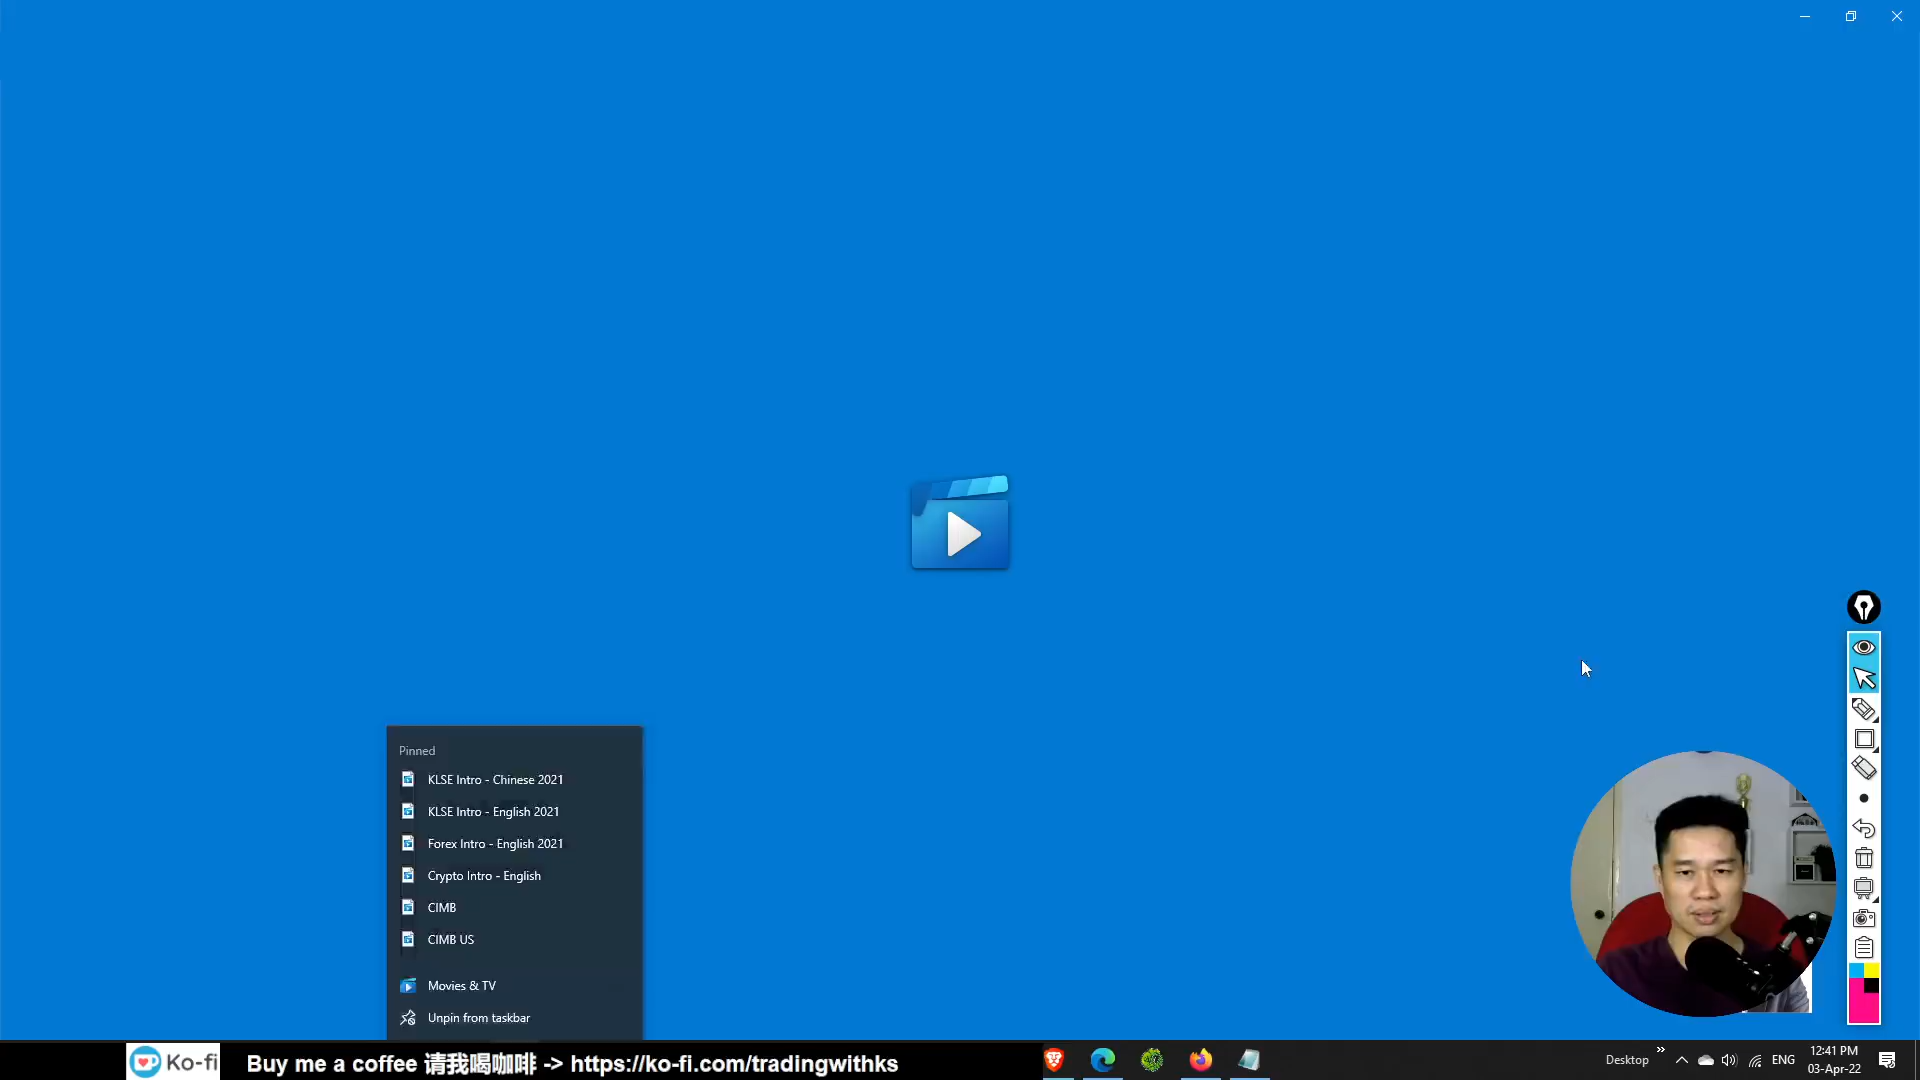 Pinned
KLSE Intro - Chinese 2021
KLSE Intro - English 2021
Forex Intro - English 2021
Crypto Intro - English
CIMB
CIMB US
Movies & TV
Unpin from taskbar
Ko-fi
Buy me a coffee 请我喝咖啡 -> https://ko-fi.com/tradingwithks
Desktop
ENG
12:41 PM
03-Apr-22